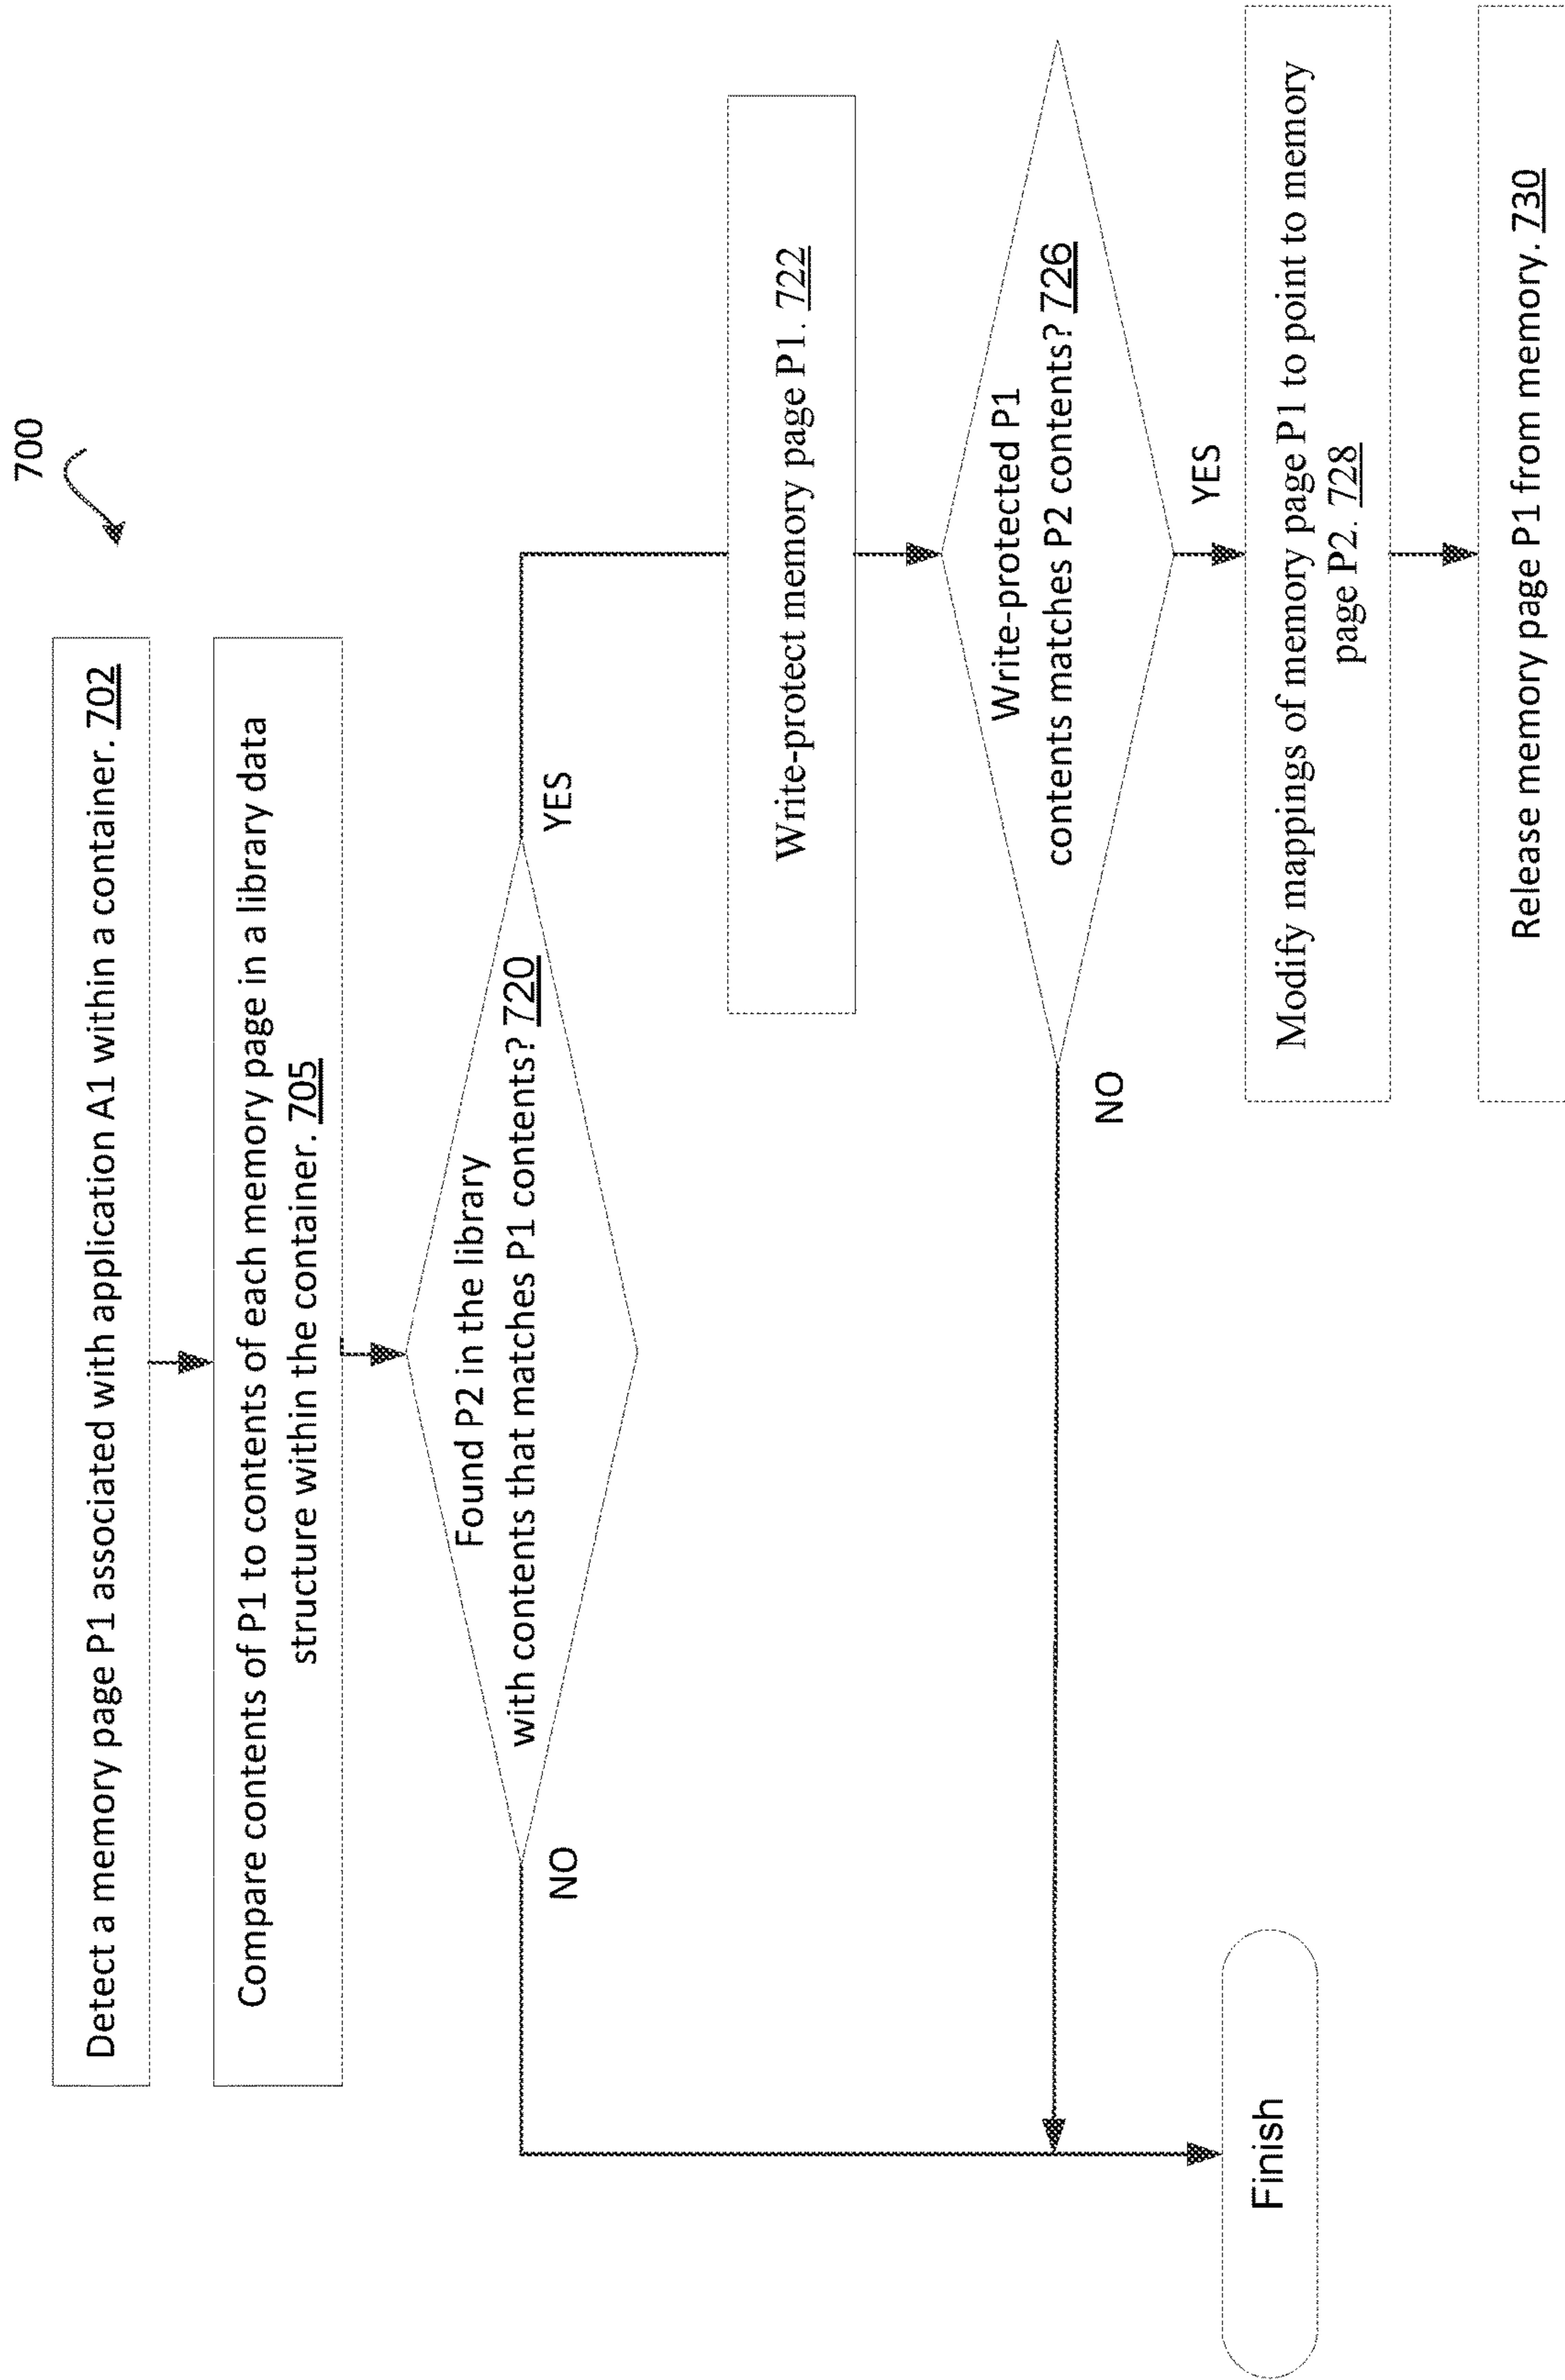 700
Detect a memory page P1 associated with application A1 within a container. 702
Compare contents of P1 to contents of each memory page in a library data
structure within the container. 705
Found P2 in the library
with contents that matches P1 contents? 720
NO
YES
Write-protect memory page P1. 722
Write-protected P1
contents matches P2 contents? 726
NO
YES
Modify mappings of memory page P1 to point to memory
page P2. 728
Release memory page P1 from memory. 730
Finish